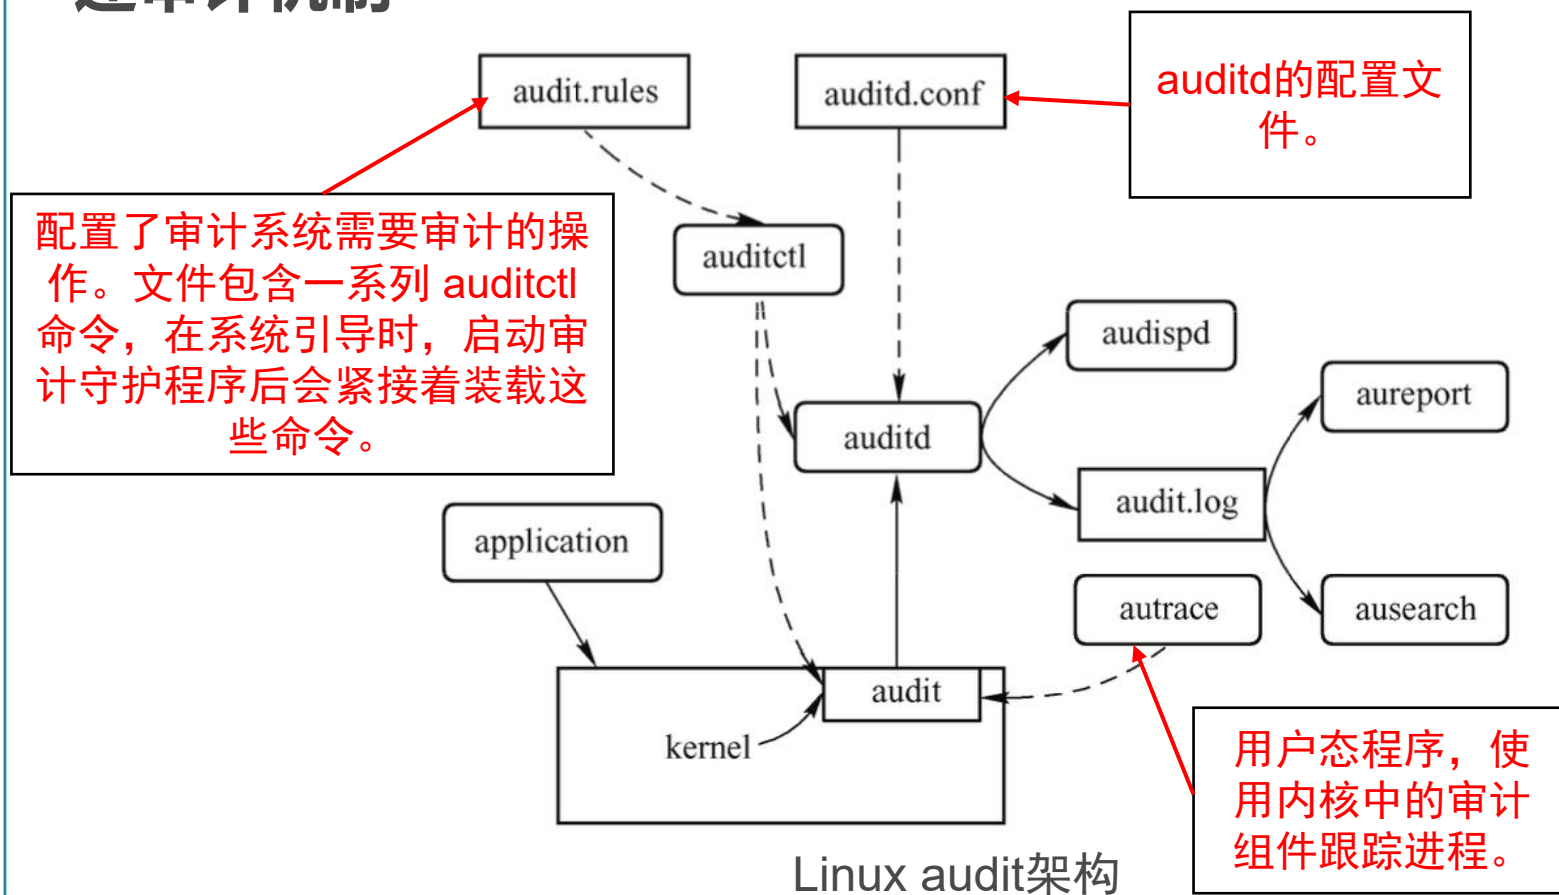 审计机制
audit.rules
auditd.conf
auditd的配置文
件。
配置了审计系统需要审计的操
作。文件包含一系列 auditctl
命令，在系统引导时，启动审
计守护程序后会紧接着装载这
些命令。
auditctl
audispd
aureport
auditd
audit.log
application
autrace
ausearch
audit
kernel
用户态程序，使
用内核中的审计
组件跟踪进程。
Linux audit架构